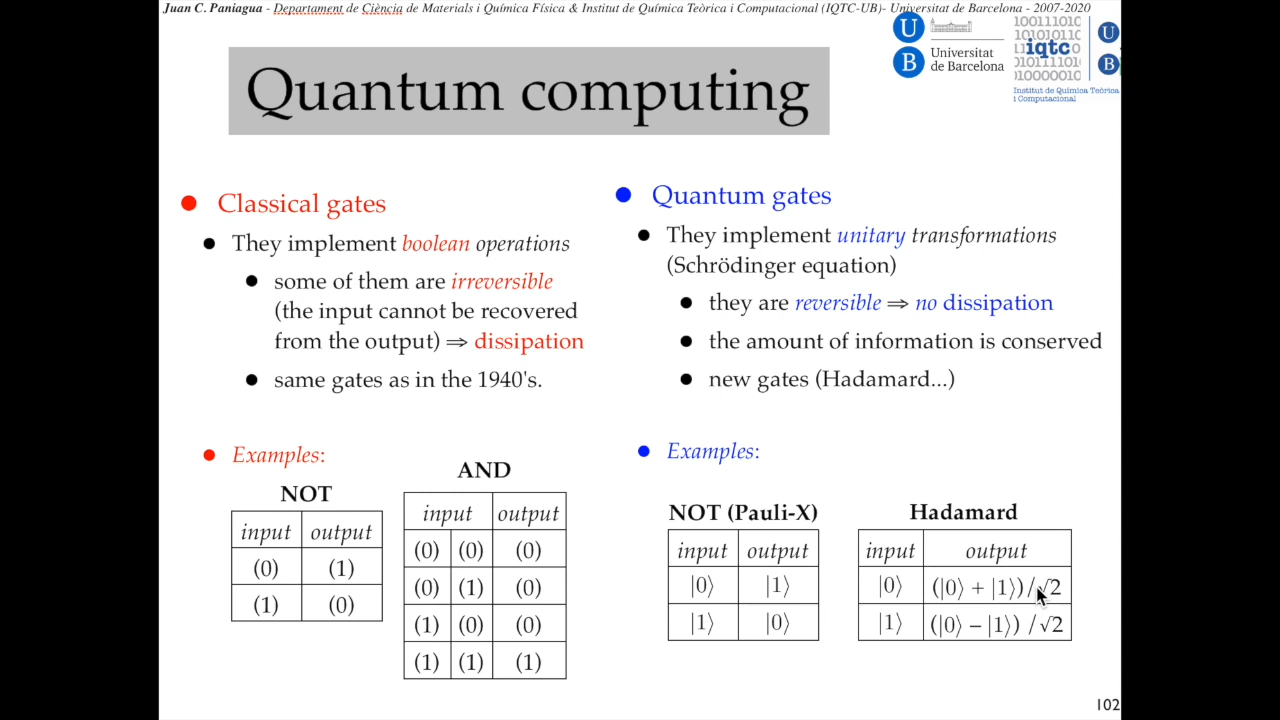 Juan C. Paniagua - Departament de Ciència de Materials i Química Física & Institut de Química Teòrica i Computacional (IQTC-UB)- Universitat de Barcelona - 2007-2020
U
B
Universitat
de Barcelona
10011101C
10101011C
iqtc
010111101
010000010
U
B
Institut de Química Teòrica
i Computacional
Quantum computing
● Classical gates
● They implement boolean operations
● some of them are irreversible
(the input cannot be recovered
from the output) ⇒ dissipation
● same gates as in the 1940's.
● Examples:
NOT
input output
(0) (1)
(1) (0)
AND
input output
(0) (0) (0)
(0) (1) (0)
(1) (0) (0)
(1) (1) (1)
● Quantum gates
● They implement unitary transformations
(Schrödinger equation)
● they are reversible ⇒ no dissipation
● the amount of information is conserved
● new gates (Hadamard...)
● Examples:
NOT (Pauli-X)
input output
|0⟩ |1⟩
|1⟩ |0⟩
Hadamard
input output
|0⟩ (|0⟩ + |1⟩)/√2
|1⟩ (|0⟩ – |1⟩) /√2
102